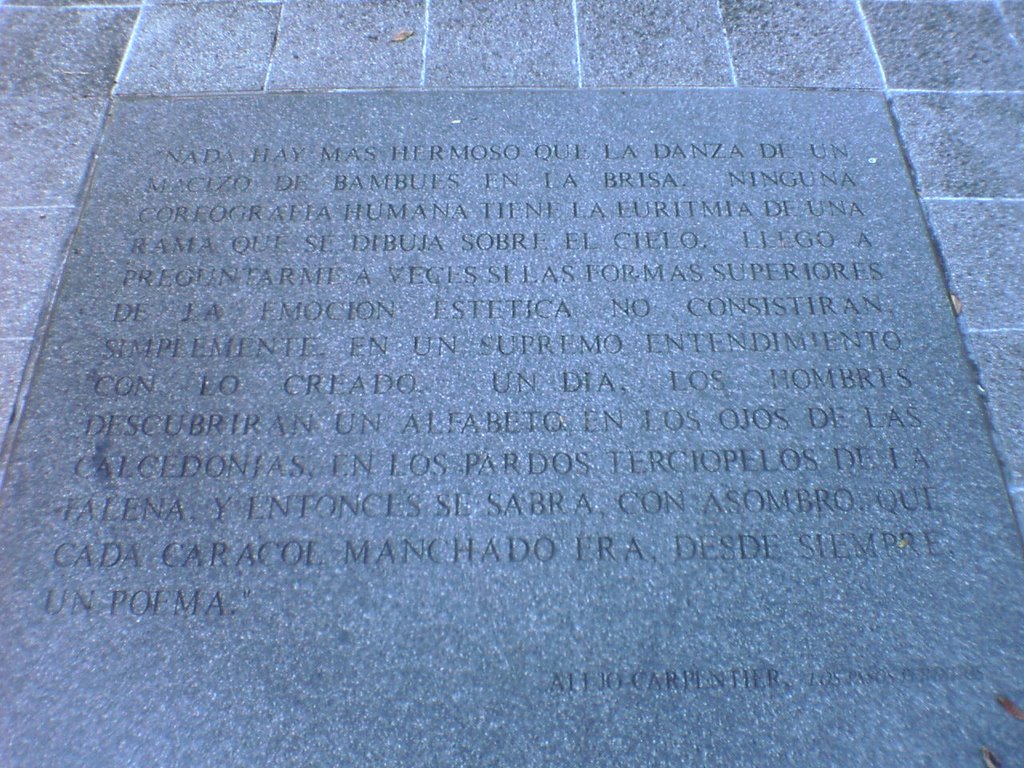 "NADA HAY MAS HERMOSO QUE LA DANZA DE UN
MACIZO DE BAMBUES EN LA BRISA. NINGUNA
COREOGRAFIA HUMANA TIENE LA EURITMIA DE UNA
RAMA QUE SE DIBUJA SOBRE EL CIELO. LLEGO A
PREGUNTARME A VECES SI LAS FORMAS SUPERIORES
DE LA EMOCION ESTETICA NO CONSISTIRAN,
SIMPLEMENTE, EN UN SUPREMO ENTENDIMIENTO
CON LO CREADO. UN DIA, LOS HOMBRES
DESCUBRIRAN UN ALFABETO EN LOS OJOS DE LAS
CALCEDONIAS, EN LOS PARDOS TERCIOPELOS DE LA
FALENA, Y ENTONCES SE SABRA, CON ASOMBRO, QUE
CADA CARACOL MANCHADO ERA, DESDE SIEMPRE,
UN POEMA."
ALEJO CARPENTIER, LOS PASOS PERDIDOS